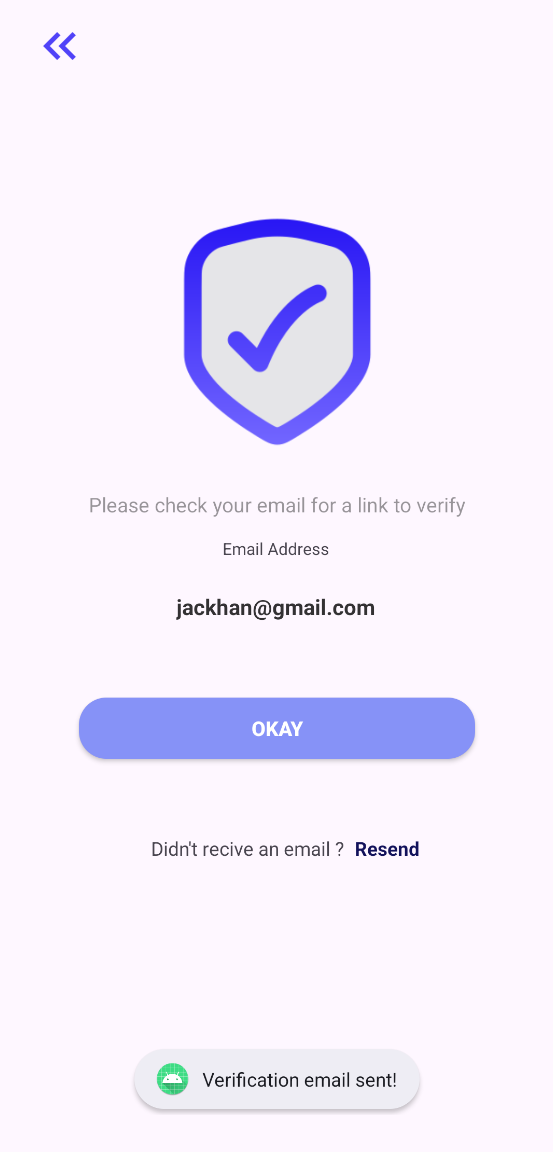 Please check your email for a link to verify
Email Address
jackhan@gmail.com
OKAY
Didn't recive an email ? Resend
Verification email sent!